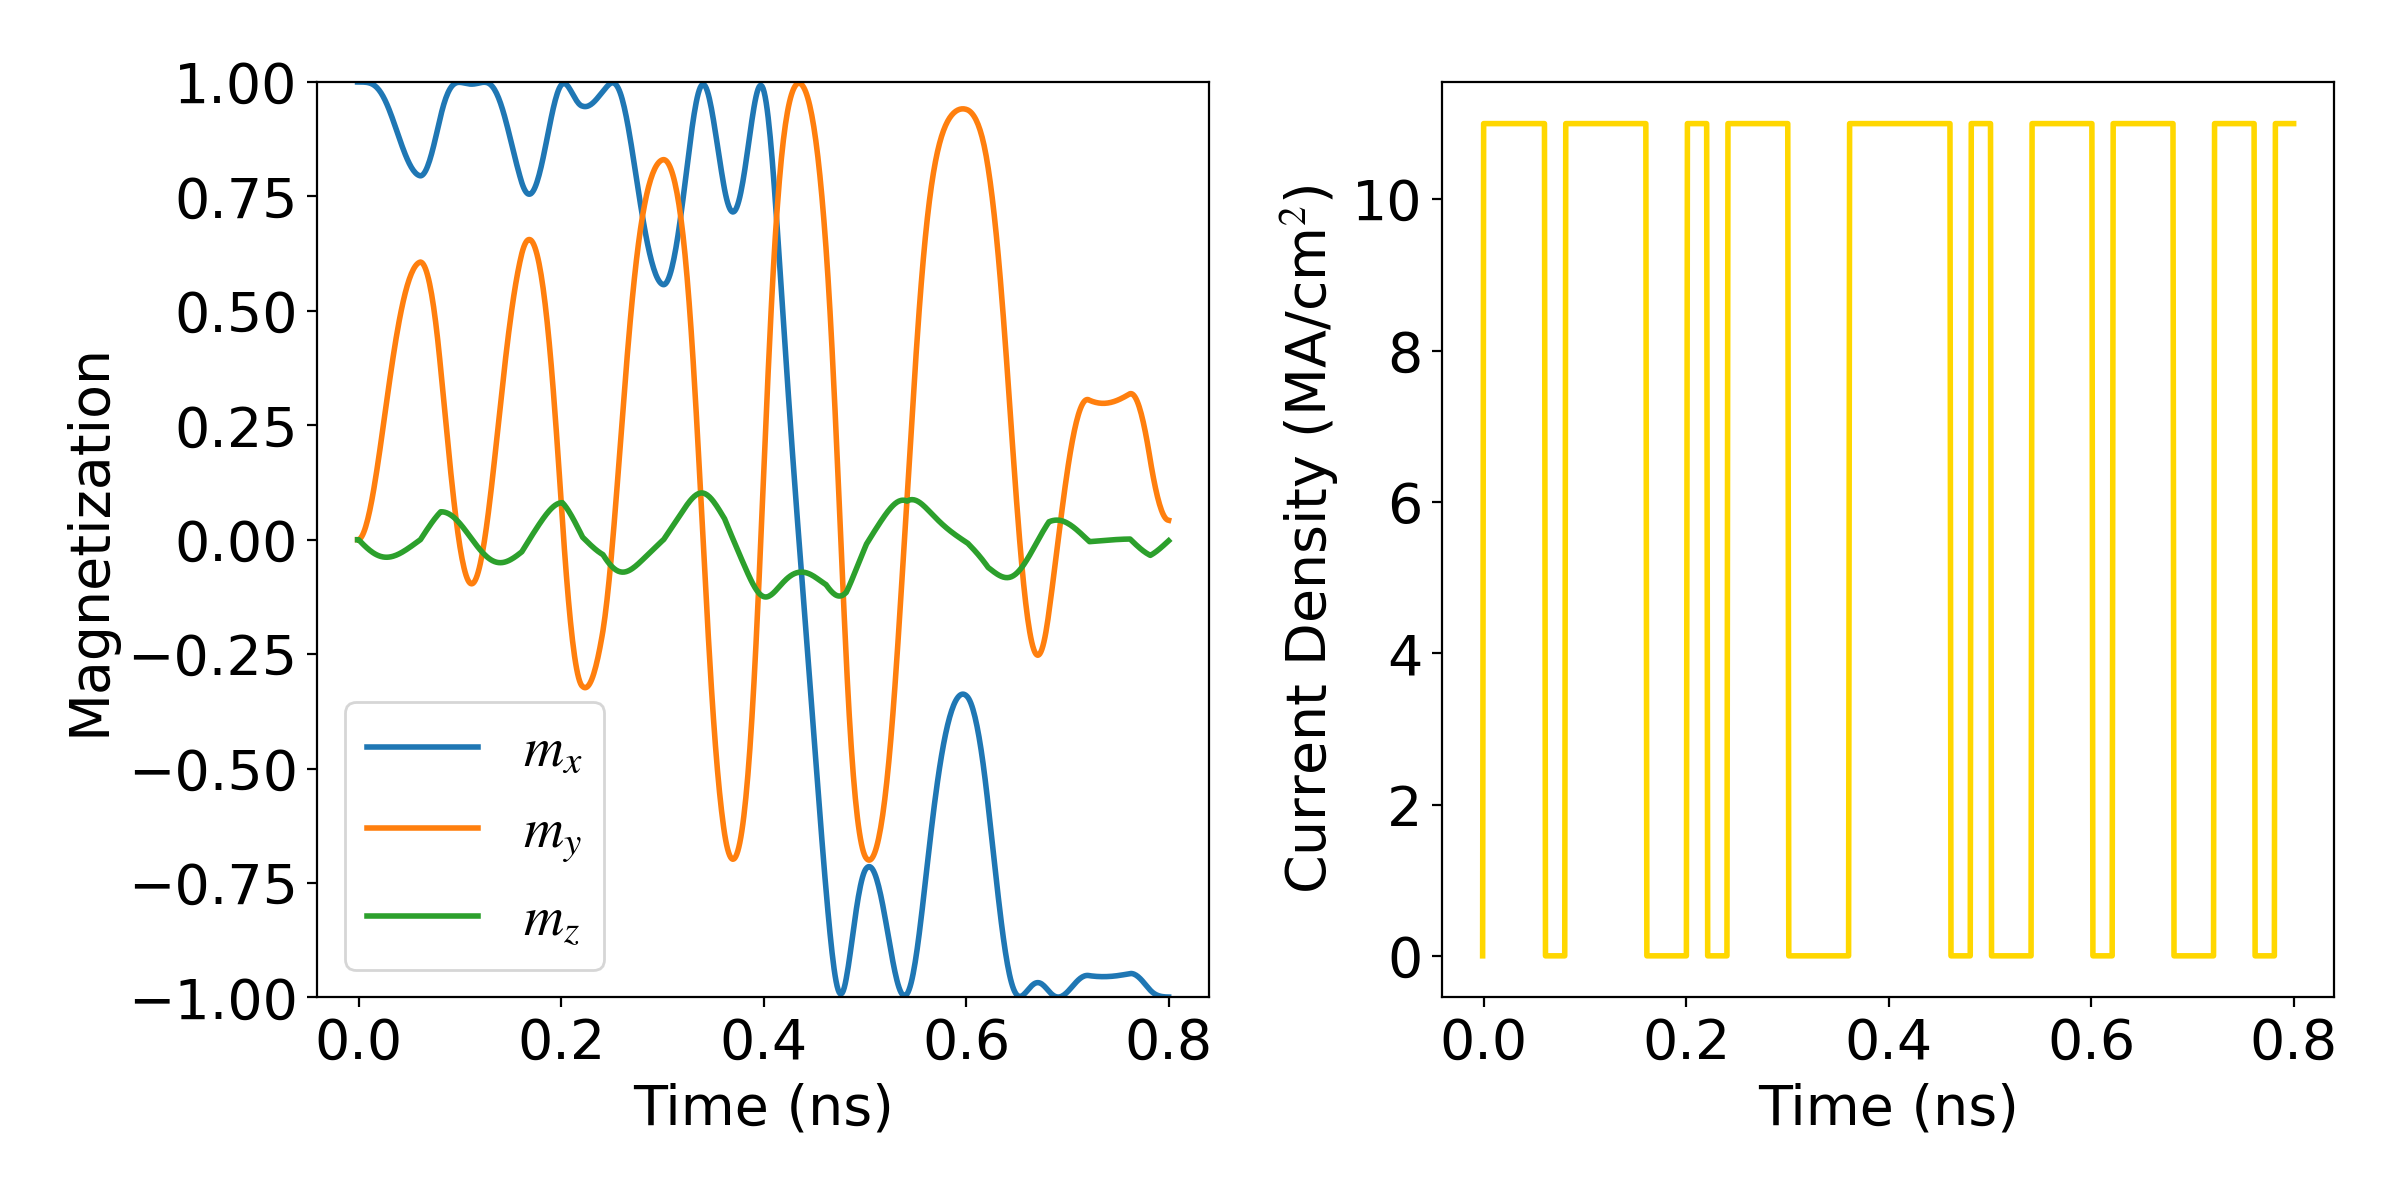 Magnetization
1.00
0.75
0.50
0.25
0.00
−0.25
−0.50
−0.75
−1.00
m_x
m_y
m_z
0.0 0.2 0.4 0.6 0.8
Time (ns)
Current Density (MA/cm²)
10
8
6
4
2
0
0.0 0.2 0.4 0.6 0.8
Time (ns)